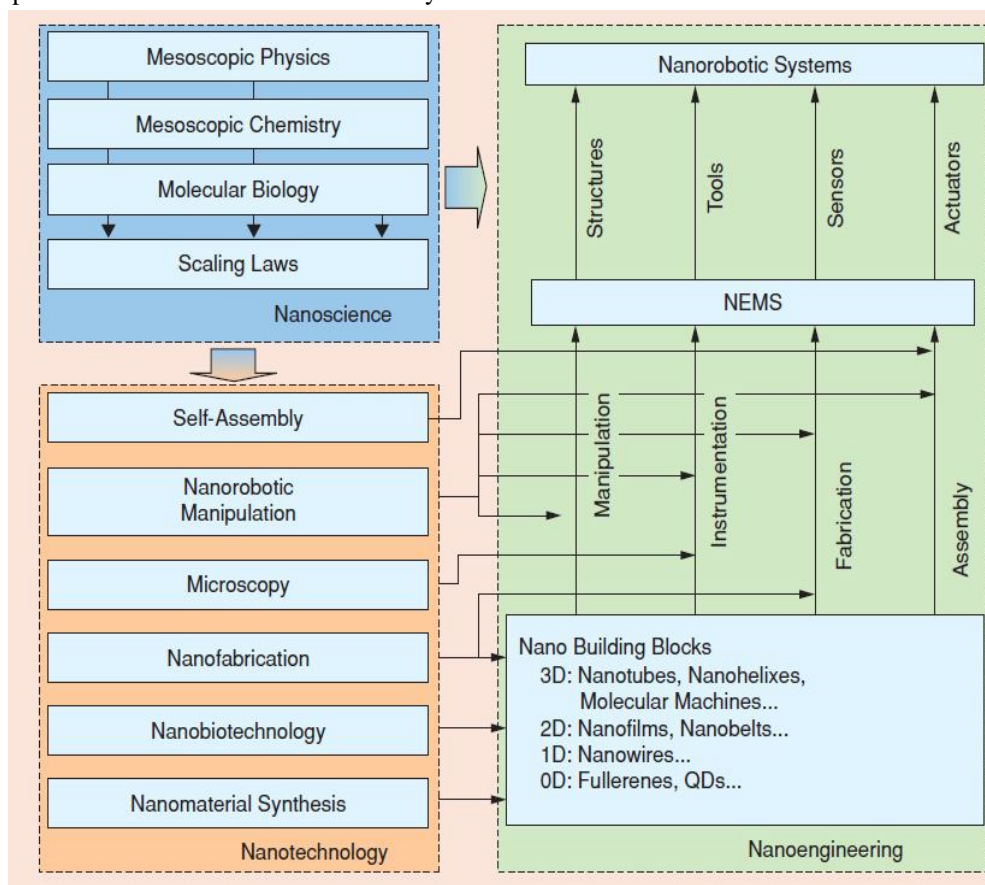 Mesoscopic Physics
Mesoscopic Chemistry
Molecular Biology
Scaling Laws
Nanoscience
Self-Assembly
Nanorobotic
Manipulation
Microscopy
Nanofabrication
Nanobiotechnology
Nanomaterial Synthesis
Nanotechnology
Nanorobotic Systems
Structures
Tools
Sensors
Actuators
NEMS
Manipulation
Instrumentation
Fabrication
Assembly
Nano Building Blocks
3D: Nanotubes, Nanohelixes,
Molecular Machines...
2D: Nanofilms, Nanobelts...
1D: Nanowires...
0D: Fullerenes, QDs...
Nanoengineering